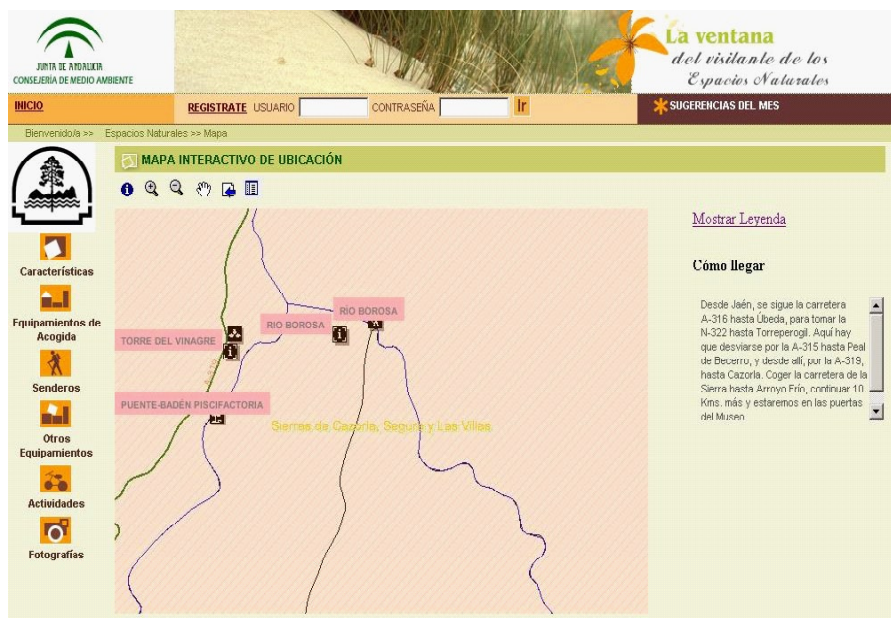 JUNTA DE ANDALUCIA
CONSEJERÍA DE MEDIO AMBIENTE
La ventana
del visitante de los
Espacios Naturales
INICIO
REGISTRATE USUARIO CONTRASEÑA Ir
SUGERENCIAS DEL MES
Bienvenido/a >> Espacios Naturales >> Mapa
MAPA INTERACTIVO DE UBICACIÓN
Características
Equipamientos de
Acogida
Senderos
Otros
Equipamientos
Actividades
Fotografías
RÍO BOROSA
RIO BOROSA
TORRE DEL VINAGRE
PUENTE-BADÉN PISCIFACTORIA
Sierras de Cazorla, Segura y Las Villas
Mostrar Leyenda
Cómo llegar
Desde Jaén, se sigue la carretera
A-316 hasta Úbeda, para tomar la
N-322 hasta Torreperogil. Aquí hay
que desviarse por la A-315 hasta Peal
de Becerro, y desde allí, por la A-319,
hasta Cazorla. Coger la carretera de la
Sierra hasta Arroyo Frío, continuar 10
Kms. más y estaremos en las puertas
del Museo.